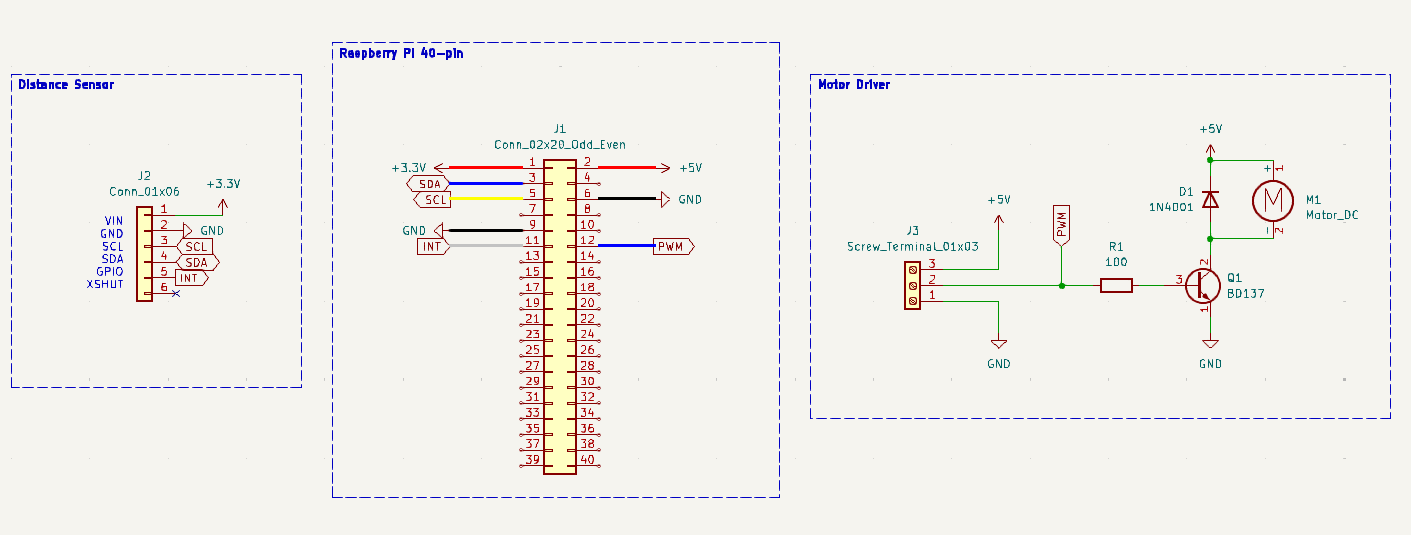 Distance Sensor
J2
Conn_01x06
+3.3V
VIN
1
GND
2
GND
SCL
3
SCL
SDA
4
SDA
GPIO
5
INT
XSHUT
6
Raspberry Pi 40-pin
J1
Conn_02x20_Odd_Even
+3.3V
1
2
+5V
SDA
3
4
SCL
5
6
GND
7
8
GND
9
10
INT
11
12
PWM
13
14
15
16
17
18
19
20
21
22
23
24
25
26
27
28
29
30
31
32
33
34
35
36
37
38
39
40
Motor Driver
J3
Screw_Terminal_01x03
3
2
1
+5V
GND
PWM
R1
100
+5V
D1
1N4001
+
1
M
-
2
M1
Motor_DC
2
3
1
Q1
BD137
GND